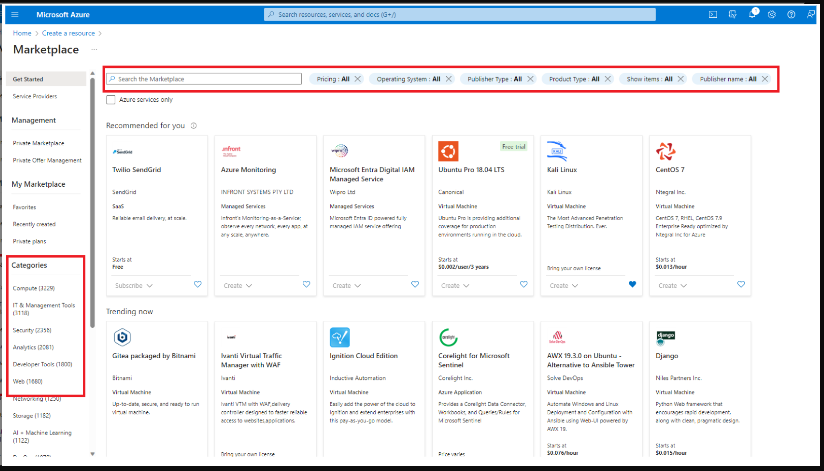 Microsoft Azure
Search resources, services, and docs (G+/)
Home > Create a resource >
Marketplace
...
Get Started
Service Providers
Management
Private Marketplace
Private Offer Management
My Marketplace
Favorites
Recently created
Private plans
Categories
Compute (3229)
IT & Management Tools
(3118)
Security (2356)
Analytics (2081)
Developer Tools (1800)
Web (1680)
Networking (1250)
Storage (1182)
AI + Machine Learning
(1122)
Search the Marketplace
Pricing : All
Operating System : All
Publisher Type : All
Product Type : All
Show items : All
Publisher name : All
Azure services only
Recommended for you
Twilio SendGrid
SendGrid
SaaS
Reliable email delivery, at scale.
Starts at
Free
Subscribe
infront
Azure Monitoring
INFRONT SYSTEMS PTY LTD
Managed Services
Infront's Monitoring-as-a-Service:
observe every network, every app, at
any scale, anywhere.
Create
wipro
Microsoft Entra Digital IAM
Managed Service
Wipro Ltd
Managed Services
Microsoft Entra ID powered fully
managed IAM service offering
Create
Free trial
Ubuntu Pro 18.04 LTS
Canonical
Virtual Machine
Ubuntu Pro is providing additional
coverage for production
environments running in the cloud.
Starts at
$0.002/user/3 years
Create
Kali Linux
Kali Linux
Virtual Machine
The Most Advanced Penetration
Testing Distribution. Ever.
Bring your own license
Create
CentOS 7
Ntegral Inc.
Virtual Machine
CentOS 7, RHEL, CentOS 7.9
Enterprise Ready optimized by
Ntegral Inc for Azure
Starts at
$0.013/hour
Create
Trending now
Gitea packaged by Bitnami
Bitnami
Virtual Machine
Up-to-date, secure, and ready to run
virtual machine.
ivanti
Ivanti Virtual Traffic
Manager with WAF
Ivanti
Virtual Machine
Ivanti VTM with WAF,delivery
controller designed to faster reliable
access to websites,applications.
Bring your own license
Ignition Cloud Edition
Inductive Automation
Virtual Machine
Easily add the power of the cloud to
Ignition and extend enterprises with
this pay-as-you-go model.
corelight
Corelight for Microsoft
Sentinel
Corelight Inc.
Azure Application
Provides a Corelight Data Connector,
Workbooks, and Queries/Rules for
Microsoft Sentinel
Price varies
AWX 19.3.0 on Ubuntu -
Alternative to Ansible Tower
Solve DevOps
Virtual Machine
Automate Windows and Linux
Deployment and Configuration with
Ansible using Web-UI powered by
AWX 19.
Starts at
$0.076/hour
django
Django
Niles Partners Inc.
Virtual Machine
Python Web framework that
encourages rapid development,
along with clean, pragmatic design.
Starts at
$0.015/hour